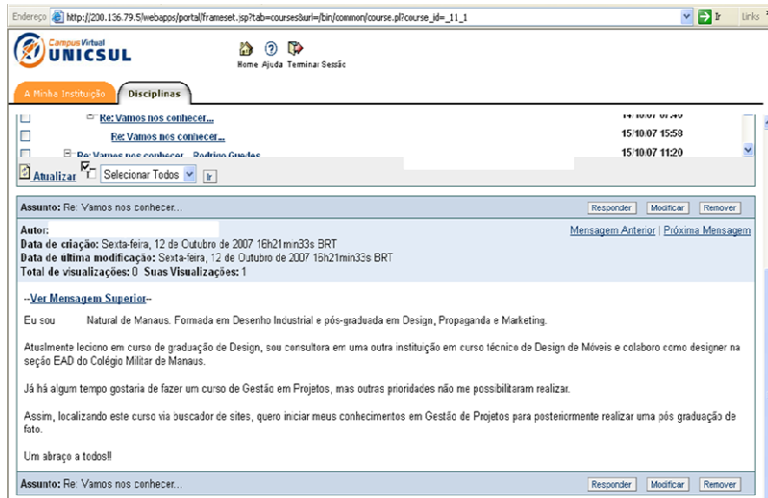 Endereço http://200.136.79.5/webapps/portal/frameset.jsp?tab=courses&url=/bin/common/course.pl?course_id=_11_1 Ir Links
Campus Virtual
UNICSUL
Home Ajuda Terminar Sessão
A Minha Instituição Disciplinas
Re: Vamos nos conhecer...
Re: Vamos nos conhecer... 15/10/07 15:58
Re: Vamos nos conhecer... Rodrigo Guedes 15/10/07 11:20
Atualizar Selecionar Todos Ir
Assunto: Re: Vamos nos conhecer... Responder Modificar Remover
Autor: Mensagem Anterior | Próxima Mensagem
Data de criação: Sexta-feira, 12 de Outubro de 2007 16h21min33s BRT
Data de ultima modificação: Sexta-feira, 12 de Outubro de 2007 16h21min33s BRT
Total de visualizações: 0 Suas Visualizações: 1
--Ver Mensagem Superior--
Eu sou Natural de Manaus. Formada em Desenho Industrial e pós-graduada em Design, Propaganda e Marketing.
Atualmente leciono em curso de graduação de Design, sou consultora em uma outra instituição em curso técnico de Design de Móveis e colaboro como designer na
seção EAD do Colégio Militar de Manaus.
Já há algum tempo gostaria de fazer um curso de Gestão em Projetos, mas outras prioridades não me possibilitaram realizar.
Assim, localizando este curso via buscador de sites, quero iniciar meus conhecimentos em Gestão de Projetos para posteriormente realizar uma pós graduação de
fato.
Um abraço a todos!!
Assunto: Re: Vamos nos conhecer... Responder Modificar Remover